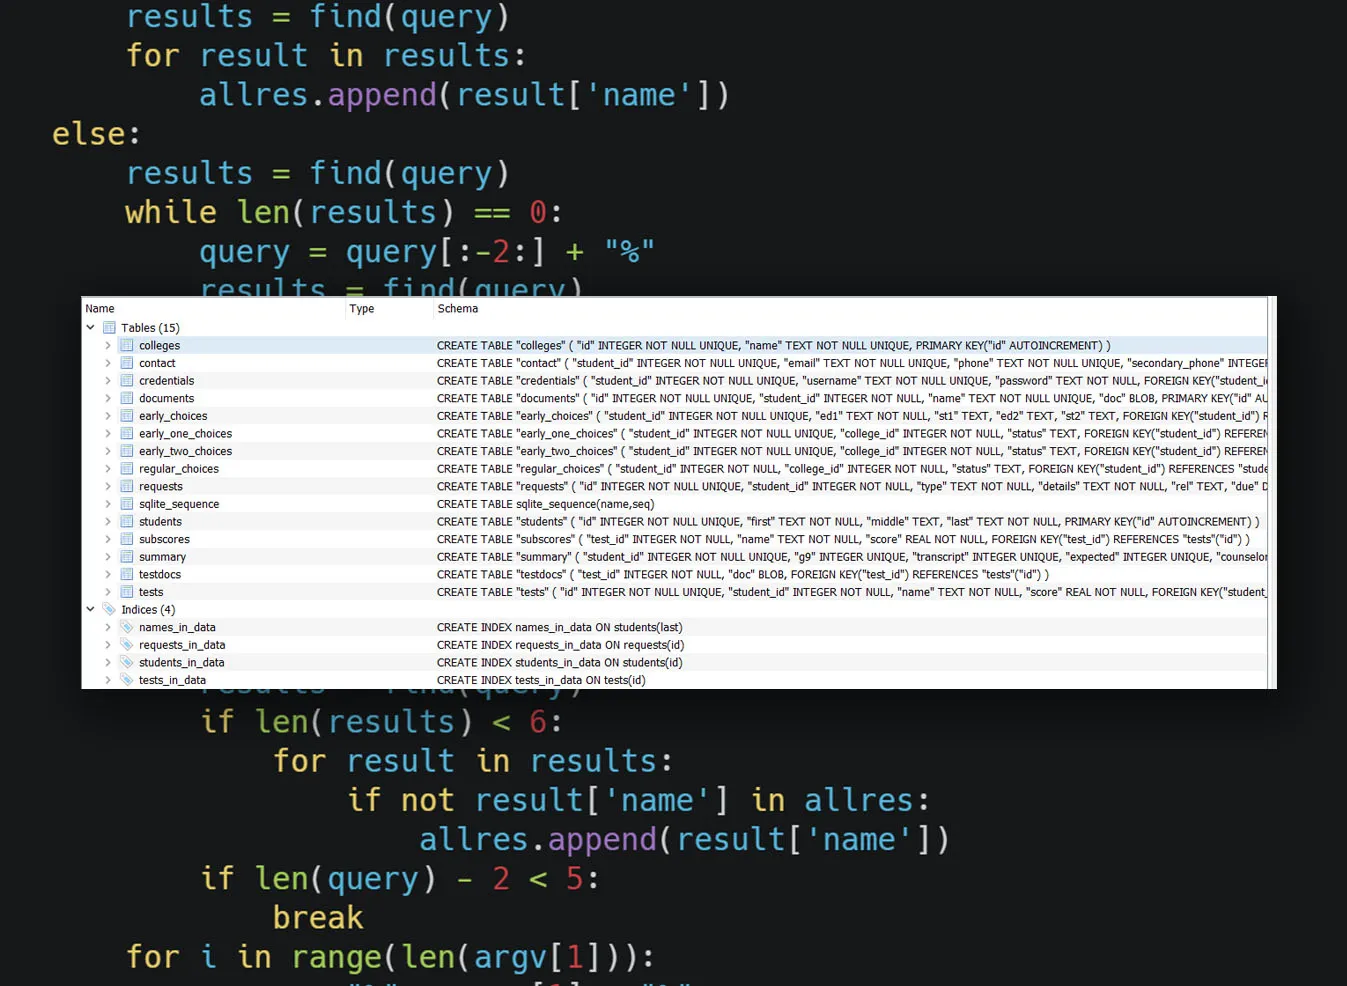 results = find(query)
for result in results:
allres.append(result['name'])
else:
results = find(query)
while len(results) == 0:
query = query[:-2:] + "%"
results = find(query)
Name Type Schema
Tables (15)
colleges CREATE TABLE "colleges" ( "id" INTEGER NOT NULL UNIQUE, "name" TEXT NOT NULL UNIQUE, PRIMARY KEY("id" AUTOINCREMENT) )
contact CREATE TABLE "contact" ( "student_id" INTEGER NOT NULL UNIQUE, "email" TEXT NOT NULL UNIQUE, "phone" TEXT NOT NULL UNIQUE, "secondary_phone" INTEGER
credentials CREATE TABLE "credentials" ( "student_id" INTEGER NOT NULL UNIQUE, "username" TEXT NOT NULL UNIQUE, "password" TEXT NOT NULL, FOREIGN KEY("student_id
documents CREATE TABLE "documents" ( "id" INTEGER NOT NULL UNIQUE, "student_id" INTEGER NOT NULL, "name" TEXT NOT NULL UNIQUE, "doc" BLOB, PRIMARY KEY("id" AU
early_choices CREATE TABLE "early_choices" ( "student_id" INTEGER NOT NULL UNIQUE, "ed1" TEXT NOT NULL, "st1" TEXT, "ed2" TEXT, "st2" TEXT, FOREIGN KEY("student_id") R
early_one_choices CREATE TABLE "early_one_choices" ( "student_id" INTEGER NOT NULL UNIQUE, "college_id" INTEGER NOT NULL, "status" TEXT, FOREIGN KEY("student_id") REFEREN
early_two_choices CREATE TABLE "early_two_choices" ( "student_id" INTEGER NOT NULL UNIQUE, "college_id" INTEGER NOT NULL, "status" TEXT, FOREIGN KEY("student_id") REFEREN
regular_choices CREATE TABLE "regular_choices" ( "student_id" INTEGER NOT NULL, "college_id" INTEGER NOT NULL, "status" TEXT, FOREIGN KEY("student_id") REFERENCES "stude
requests CREATE TABLE "requests" ( "id" INTEGER NOT NULL UNIQUE, "student_id" INTEGER NOT NULL, "type" TEXT NOT NULL, "details" TEXT NOT NULL, "rel" TEXT, "due" D
sqlite_sequence CREATE TABLE sqlite_sequence(name,seq)
students CREATE TABLE "students" ( "id" INTEGER NOT NULL UNIQUE, "first" TEXT NOT NULL, "middle" TEXT, "last" TEXT NOT NULL, PRIMARY KEY("id" AUTOINCREMENT) )
subscores CREATE TABLE "subscores" ( "test_id" INTEGER NOT NULL, "name" TEXT NOT NULL, "score" REAL NOT NULL, FOREIGN KEY("test_id") REFERENCES "tests"("id") )
summary CREATE TABLE "summary" ( "student_id" INTEGER NOT NULL UNIQUE, "g9" INTEGER UNIQUE, "transcript" INTEGER UNIQUE, "expected" INTEGER UNIQUE, "counselor
testdocs CREATE TABLE "testdocs" ( "test_id" INTEGER NOT NULL, "doc" BLOB, FOREIGN KEY("test_id") REFERENCES "tests"("id") )
tests CREATE TABLE "tests" ( "id" INTEGER NOT NULL UNIQUE, "student_id" INTEGER NOT NULL, "name" TEXT NOT NULL, "score" REAL NOT NULL, FOREIGN KEY("student_
Indices (4)
names_in_data CREATE INDEX names_in_data ON students(last)
requests_in_data CREATE INDEX requests_in_data ON requests(id)
students_in_data CREATE INDEX students_in_data ON students(id)
tests_in_data CREATE INDEX tests_in_data ON tests(id)
results = find(query)
if len(results) < 6:
for result in results:
if not result['name'] in allres:
allres.append(result['name'])
if len(query) - 2 < 5:
break
for i in range(len(argv[1])):